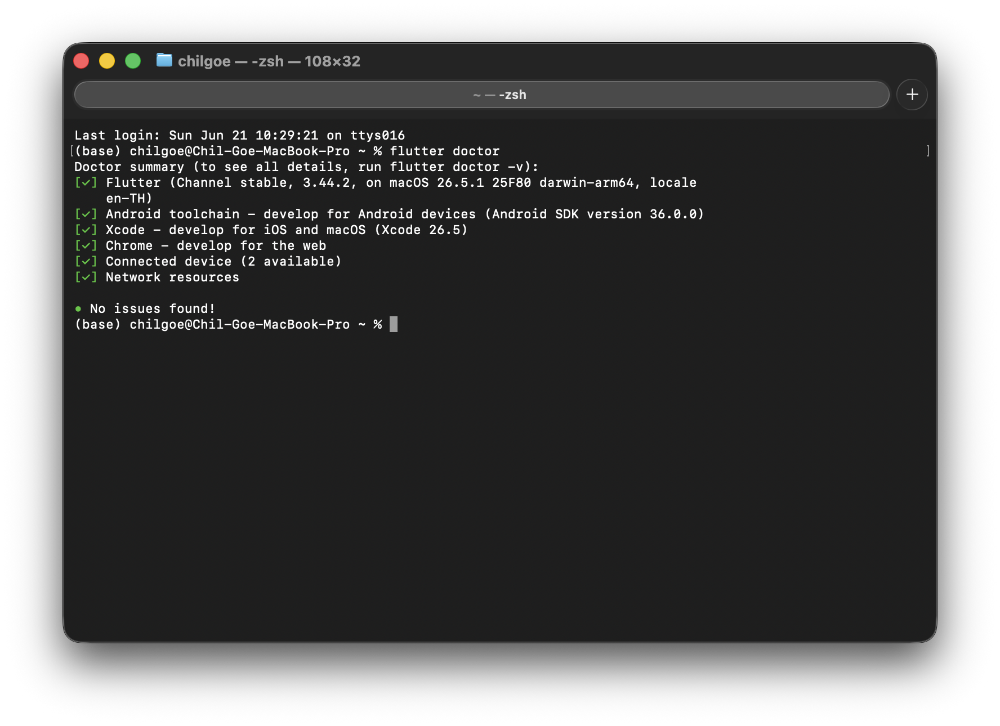 chilgoe — -zsh — 108×32
~ — -zsh
Last login: Sun Jun 21 10:29:21 on ttys016
[(base) chilgoe@Chil-Goe-MacBook-Pro ~ % flutter doctor ]
Doctor summary (to see all details, run flutter doctor -v):
[✓] Flutter (Channel stable, 3.44.2, on macOS 26.5.1 25F80 darwin-arm64, locale
en-TH)
[✓] Android toolchain - develop for Android devices (Android SDK version 36.0.0)
[✓] Xcode - develop for iOS and macOS (Xcode 26.5)
[✓] Chrome - develop for the web
[✓] Connected device (2 available)
[✓] Network resources
• No issues found!
(base) chilgoe@Chil-Goe-MacBook-Pro ~ %